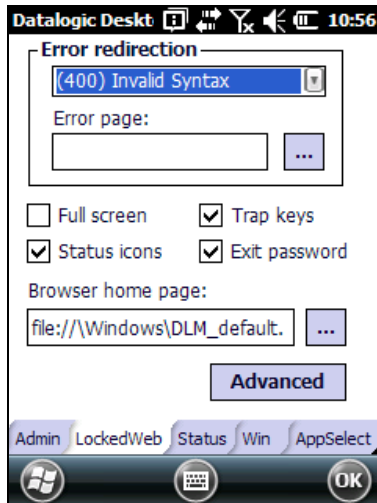 Datalogic Deskt 10:56
Error redirection
(400) Invalid Syntax
Error page:
...
Full screen Trap keys
Status icons Exit password
Browser home page:
file://\Windows\DLM_default. ...
Advanced
Admin LockedWeb Status Win AppSelect
OK